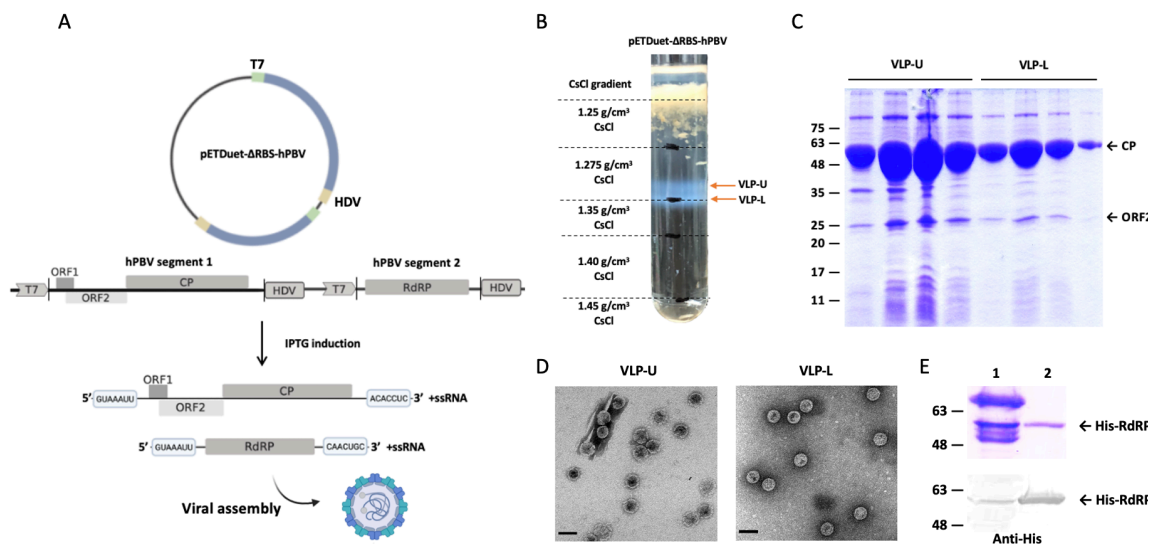 A
T7
pETDuet-ΔRBS-hPBV
HDV
hPBV segment 1
hPBV segment 2
T7
ORF1
ORF2
CP
HDV
T7
RdRP
HDV
IPTG induction
ORF1
CP
5’ GUAAAUU
ORF2
ACACCUC 3’ +ssRNA
5’ GUAAAUU
RdRP
CAACUGC 3’ +ssRNA
Viral assembly
B
pETDuet-ΔRBS-hPBV
CsCl gradient
1.25 g/cm³
CsCl
1.275 g/cm³
CsCl
1.35 g/cm³
CsCl
1.40 g/cm³
CsCl
1.45 g/cm³
CsCl
VLP-U
VLP-L
C
VLP-U
VLP-L
75
63
48
35
25
20
17
11
CP
ORF2
D
VLP-U
VLP-L
E
1
2
63
48
His-RdRP
63
48
His-RdRP
Anti-His